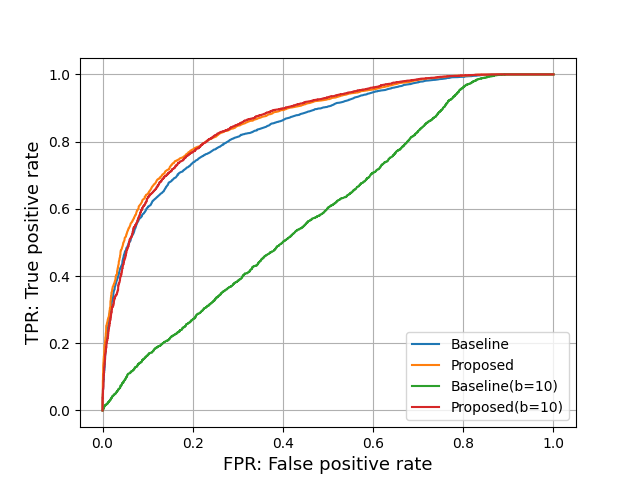 1.0
0.8
0.6
0.4
0.2
0.0
TPR: True positive rate
Baseline
Proposed
Baseline(b=10)
Proposed(b=10)
0.0 0.2 0.4 0.6 0.8 1.0
FPR: False positive rate